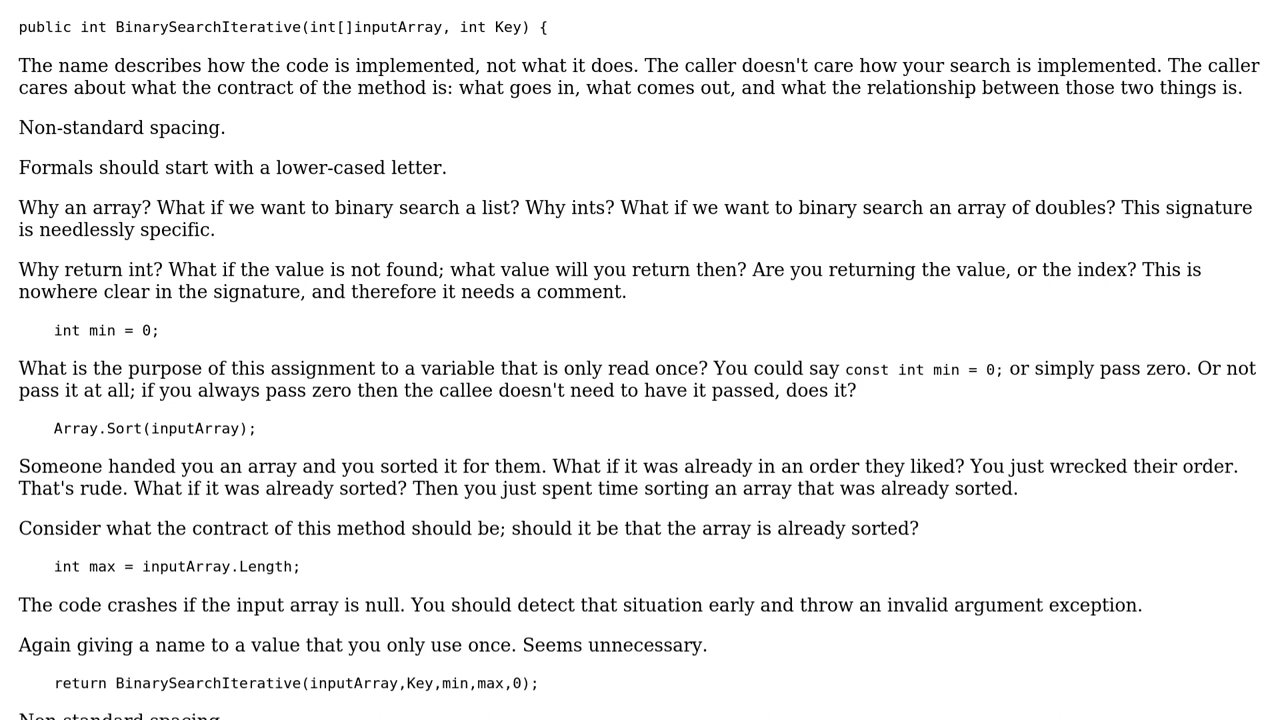 public int BinarySearchIterative(int[]inputArray, int Key) {
The name describes how the code is implemented, not what it does. The caller doesn't care how your search is implemented. The caller
cares about what the contract of the method is: what goes in, what comes out, and what the relationship between those two things is.
Non-standard spacing.
Formals should start with a lower-cased letter.
Why an array? What if we want to binary search a list? Why ints? What if we want to binary search an array of doubles? This signature
is needlessly specific.
Why return int? What if the value is not found; what value will you return then? Are you returning the value, or the index? This is
nowhere clear in the signature, and therefore it needs a comment.
int min = 0;
What is the purpose of this assignment to a variable that is only read once? You could say const int min = 0; or simply pass zero. Or not
pass it at all; if you always pass zero then the callee doesn't need to have it passed, does it?
Array.Sort(inputArray);
Someone handed you an array and you sorted it for them. What if it was already in an order they liked? You just wrecked their order.
That's rude. What if it was already sorted? Then you just spent time sorting an array that was already sorted.
Consider what the contract of this method should be; should it be that the array is already sorted?
int max = inputArray.Length;
The code crashes if the input array is null. You should detect that situation early and throw an invalid argument exception.
Again giving a name to a value that you only use once. Seems unnecessary.
return BinarySearchIterative(inputArray,Key,min,max,0);
Non-standard spacing.